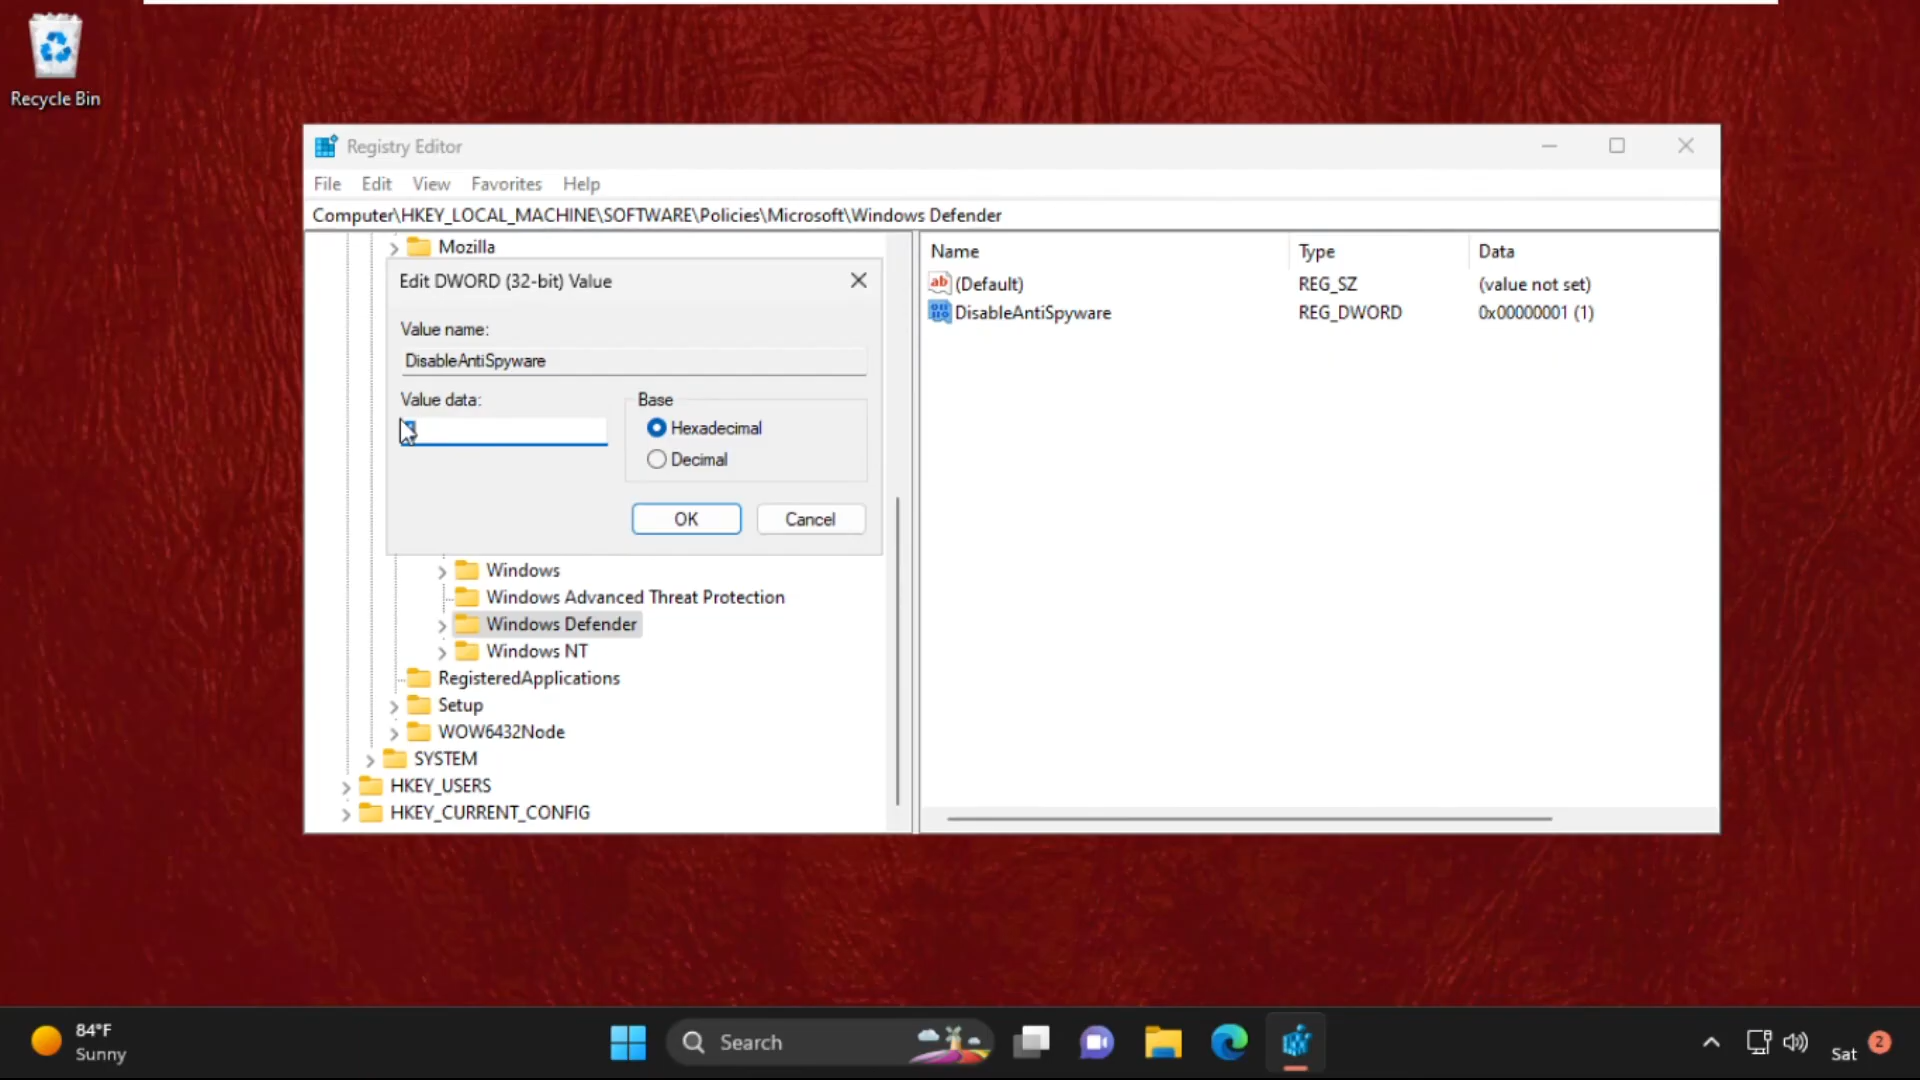 Recycle Bin
Registry Editor
File Edit View Favorites Help
Computer\HKEY_LOCAL_MACHINE\SOFTWARE\Policies\Microsoft\Windows Defender
Mozilla
Edit DWORD (32-bit) Value
Value name:
DisableAntiSpyware
Value data:
Base
Hexadecimal
Decimal
OK Cancel
Windows
Windows Advanced Threat Protection
Windows Defender
Windows NT
RegisteredApplications
Setup
WOW6432Node
SYSTEM
HKEY_USERS
HKEY_CURRENT_CONFIG
Name Type Data
(Default) REG_SZ (value not set)
DisableAntiSpyware REG_DWORD 0x00000001 (1)
84°F
Sunny
Search
Sat
2